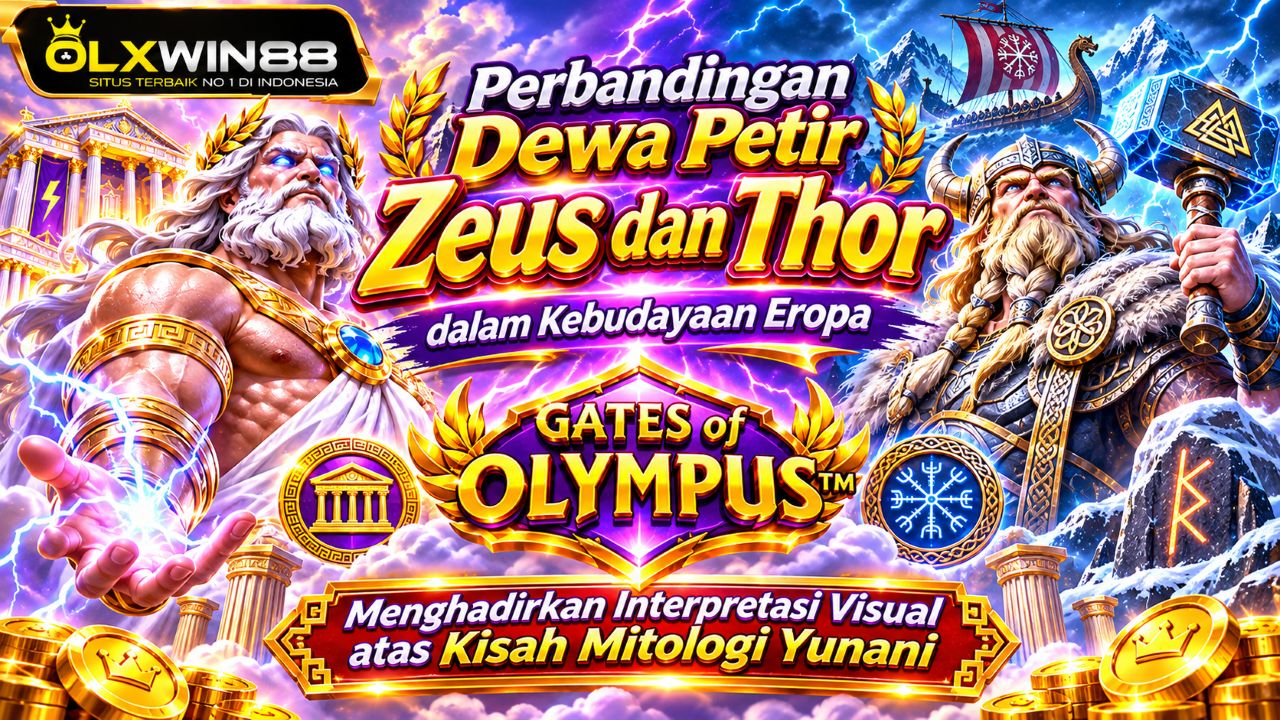 OLXWIN88
SITUS TERBAIK NO 1 DI INDONESIA
Perbandingan
Dewa Petir
Zeus dan Thor
dalam Kebudayaan Eropa
GATES of
OLYMPUS™
Menghadirkan Interpretasi Visual
atas Kisah Mitologi Yunani